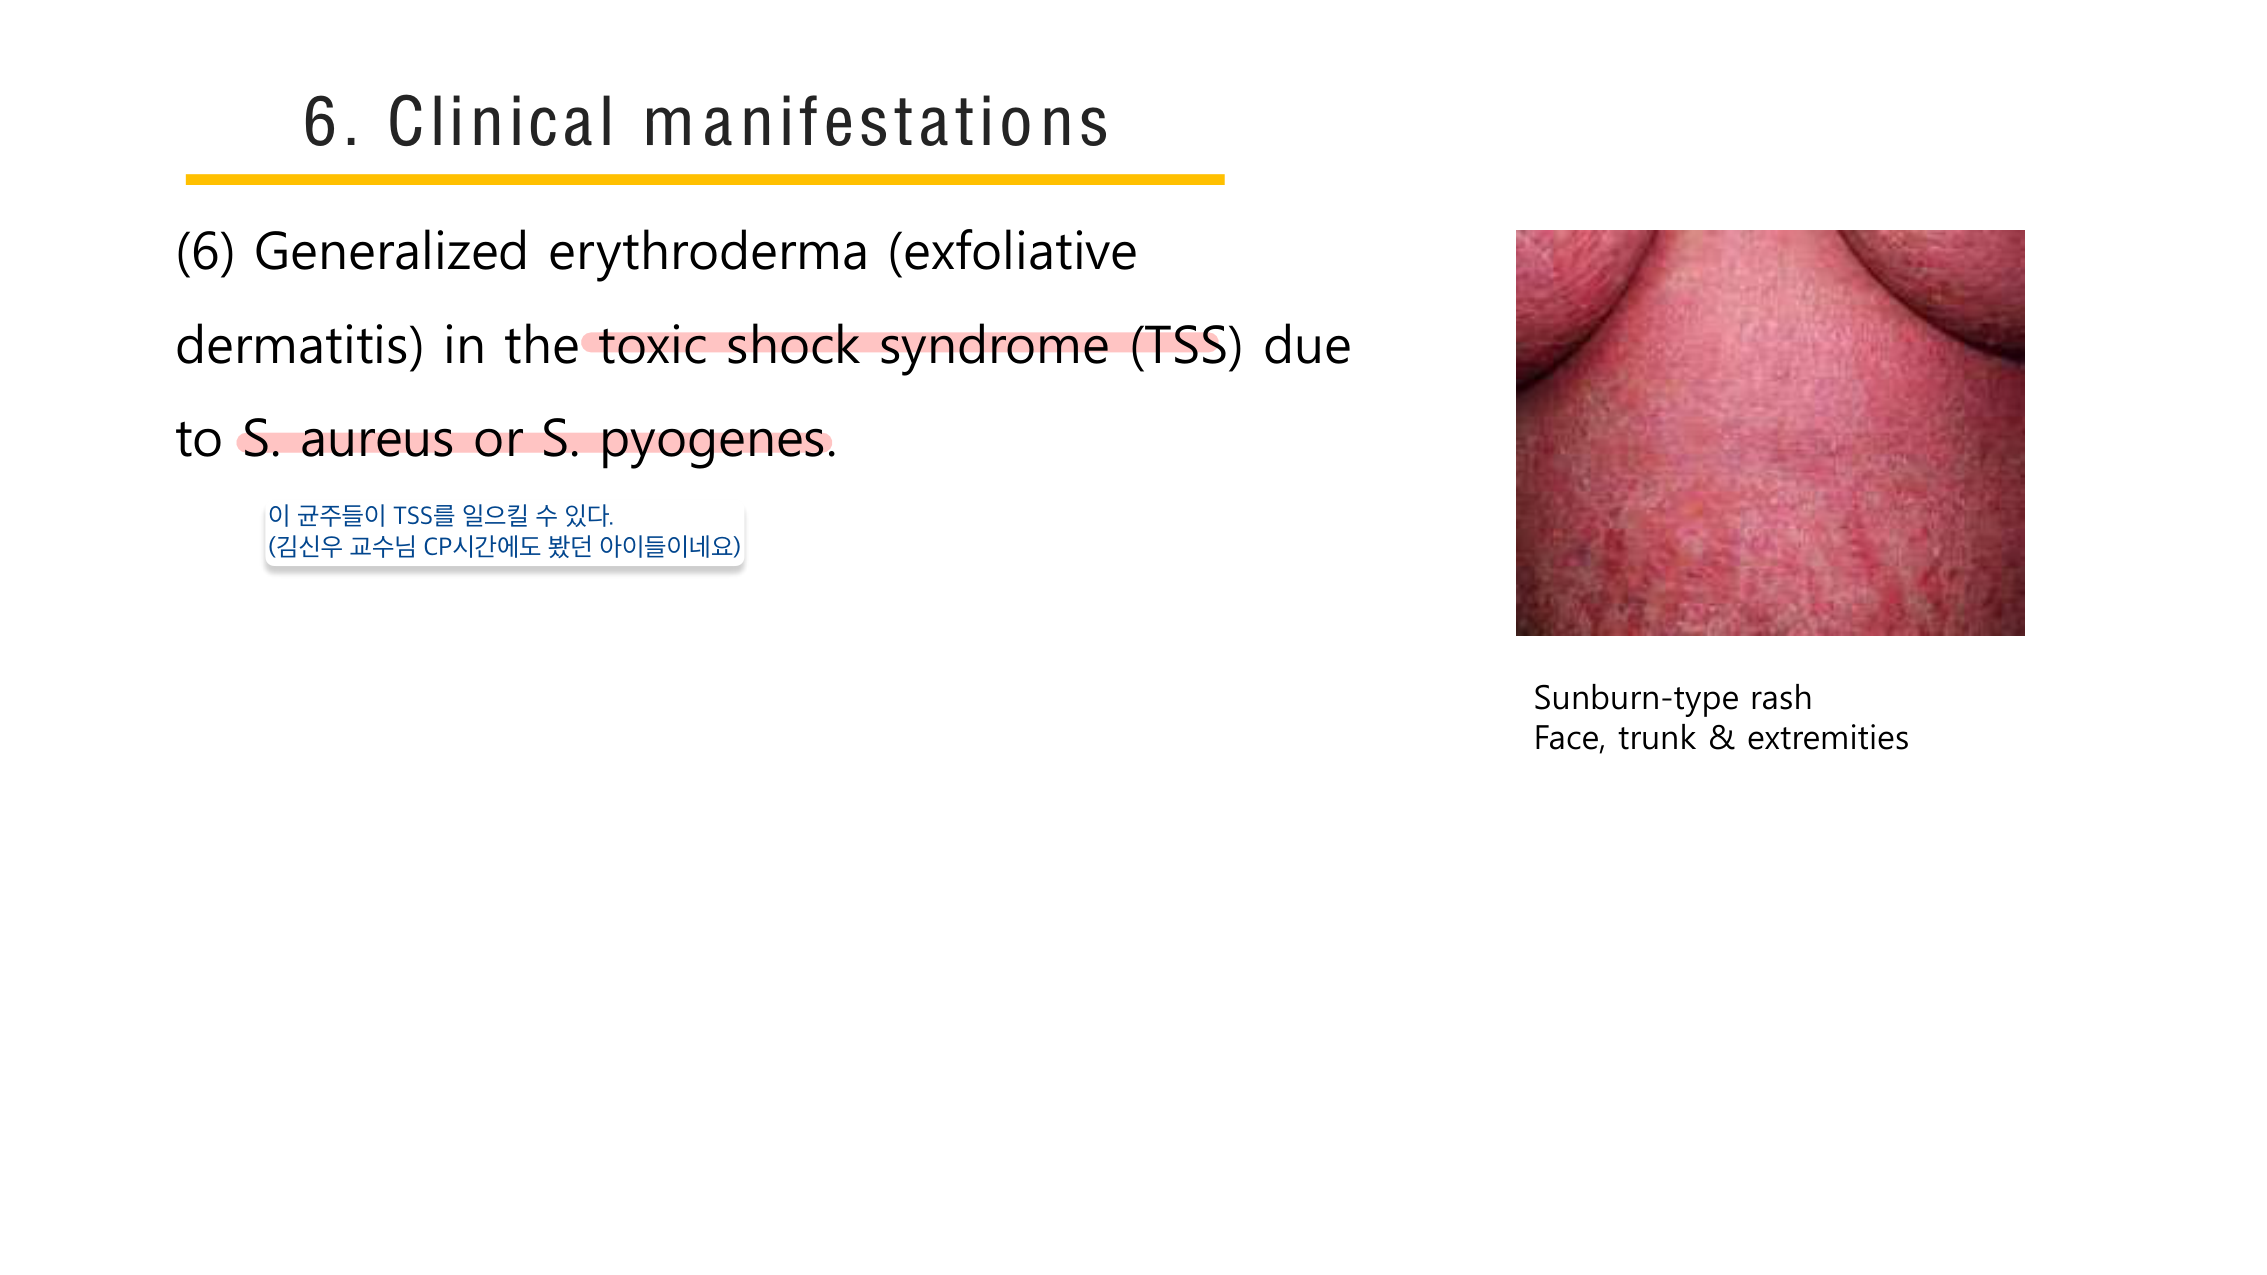 6. Clinical manifestations
(6) Generalized erythroderma (exfoliative
dermatitis) in the toxic shock syndrome (TSS) due
to S. aureus or S. pyogenes.
이 균주들이 TSS를 일으킬 수 있다.
(김신우 교수님 CP시간에도 봤던 아이들이네요)
Sunburn-type rash
Face, trunk & extremities